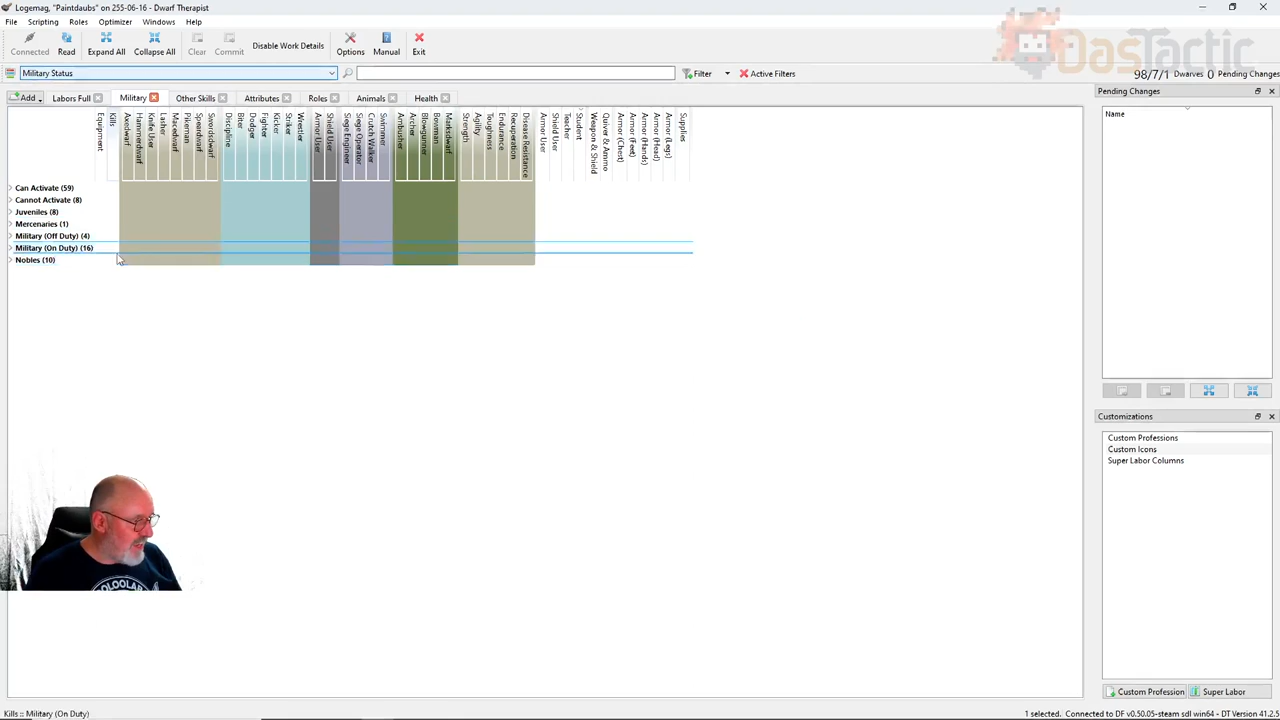 Logemag, "Paintdaubs" on 255-06-16 - Dwarf Therapist
File Scripting Roles Optimizer Windows Help
Connected Read Expand All Collapse All Clear Commit Disable Work Details Options Manual Exit
DasTactic
Military Status Filter Active Filters 98/7/1 Dwarves 0 Pending Changes
Add Labors Full Military Other Skills Attributes Roles Animals Health
Equipment
Kills
Axedwarf
Hammerdwarf
Knife User
Lasher
Macedwarf
Pikeman
Speardwarf
Swordsdwarf
Discipline
Biter
Dodger
Fighter
Kicker
Striker
Wrestler
Armor User
Shield User
Siege Engineer
Siege Operator
Crutch Walker
Swimmer
Ambusher
Archer
Blowgunner
Bowman
Marksdwarf
Strength
Agility
Toughness
Endurance
Recuperation
Disease Resistance
Armor User
Shield User
Teacher
Student
Weapon & Shield
Quiver & Ammo
Armor (Chest)
Armor (Feet)
Armor (Hands)
Armor (Head)
Armor (Legs)
Supplies
Can Activate (59)
Cannot Activate (8)
Juveniles (8)
Mercenaries (1)
Military (Off Duty) (4)
Military (On Duty) (16)
Nobles (10)
Pending Changes
Name
Customizations
Custom Professions
Custom Icons
Super Labor Columns
Custom Profession Super Labor
Kills :: Military (On Duty) 1 selected. Connected to DF v0.50.05-steam sdl win64 - DT Version 41.2.5